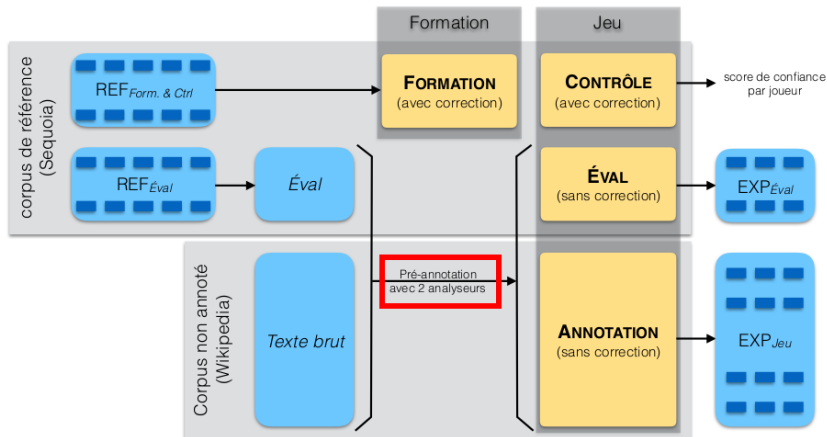 Formation
Jeu
corpus de référence
(Sequoia)
REFForm. & Ctrl
FORMATION
(avec correction)
CONTRÔLE
(avec correction)
score de confiance
par joueur
REFÉval
Éval
ÉVAL
(sans correction)
EXPÉval
Corpus non annoté
(Wikipedia)
Texte brut
Pré-annotation
avec 2 analyseurs
ANNOTATION
(sans correction)
EXPJeu